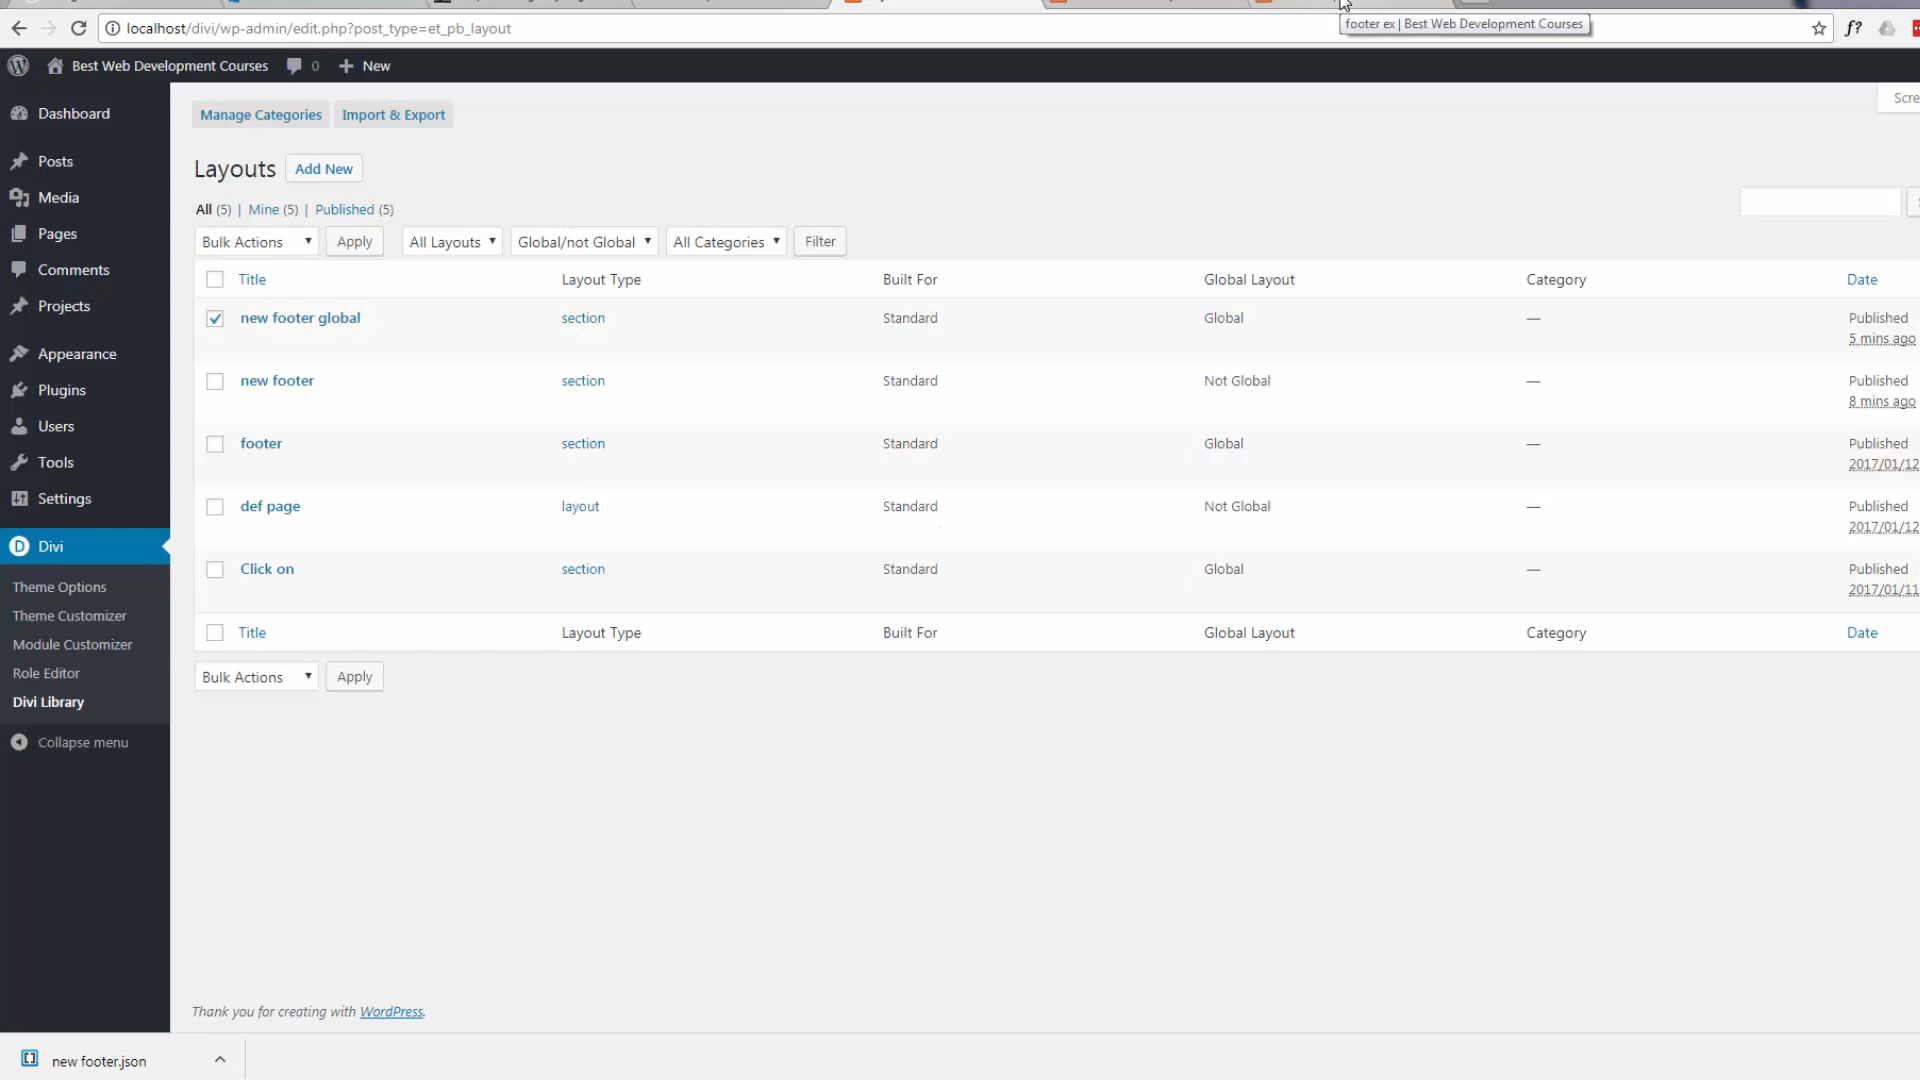 footer ex | Best Web Development Courses
localhost/divi/wp-admin/edit.php?post_type=et_pb_layout
f?
Best Web Development Courses 0 New
Dashboard
Posts
Media
Pages
Comments
Projects
Appearance
Plugins
Users
Tools
Settings
Divi
Theme Options
Theme Customizer
Module Customizer
Role Editor
Divi Library
Collapse menu
Manage Categories Import & Export
Scre
Layouts Add New
All (5) | Mine (5) | Published (5)
Bulk Actions Apply All Layouts Global/not Global All Categories Filter
Title Layout Type Built For Global Layout Category Date
new footer global section Standard Global — Published
5 mins ago
new footer section Standard Not Global — Published
8 mins ago
footer section Standard Global — Published
2017/01/12
def page layout Standard Not Global — Published
2017/01/12
Click on section Standard Global — Published
2017/01/11
Title Layout Type Built For Global Layout Category Date
Bulk Actions Apply
Thank you for creating with WordPress.
new footer.json